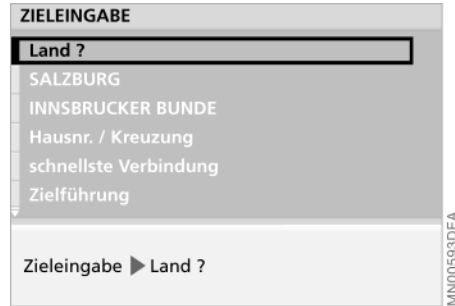 ZIELEINGABE
Land ?
SALZBURG
INNSBRUCKER BUNDE
Hausnr. / Kreuzung
schnellste Verbindung
Zielführung
Zieleingabe ▶ Land ?
MN00593DEA